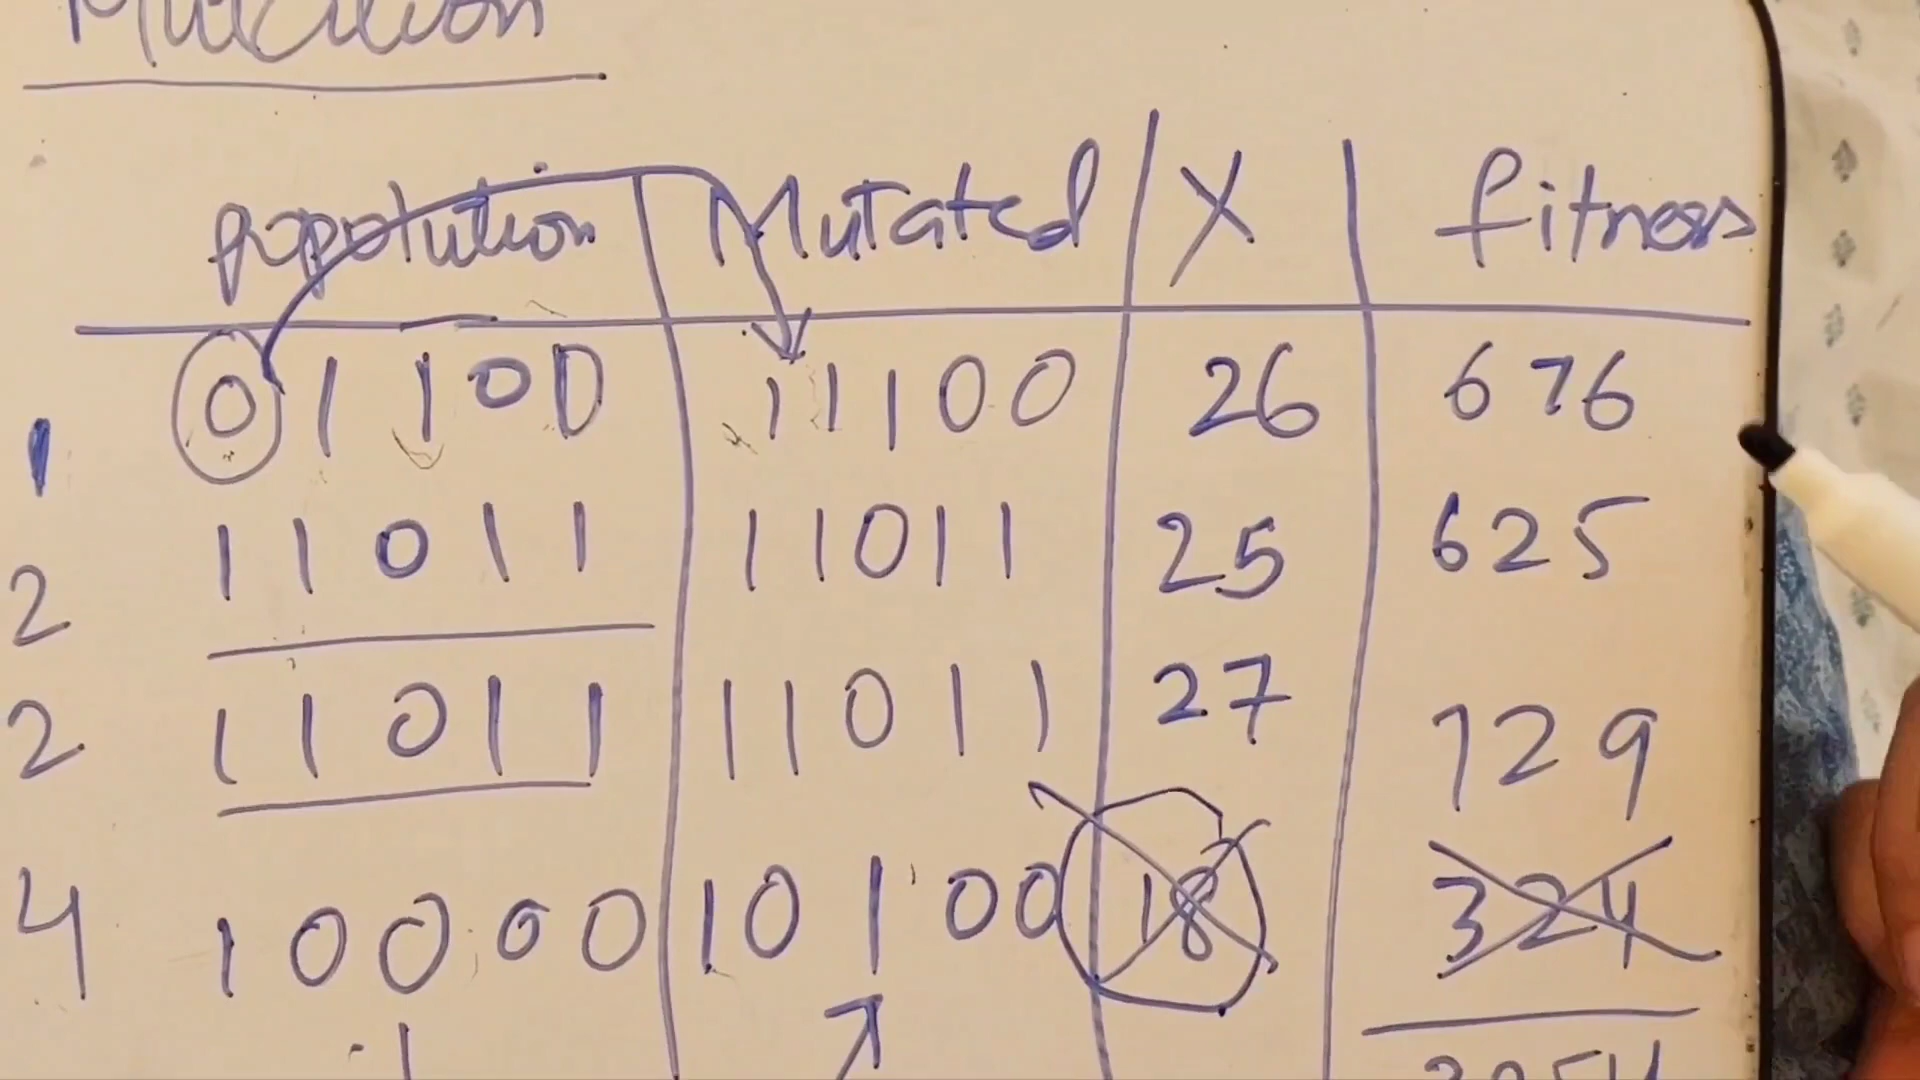 Mutation
population Mutated X fitness
1 01100 11100 26 676
2 11011 11011 25 625
2 11011 11011 27 729
4 10000 10100 18 324